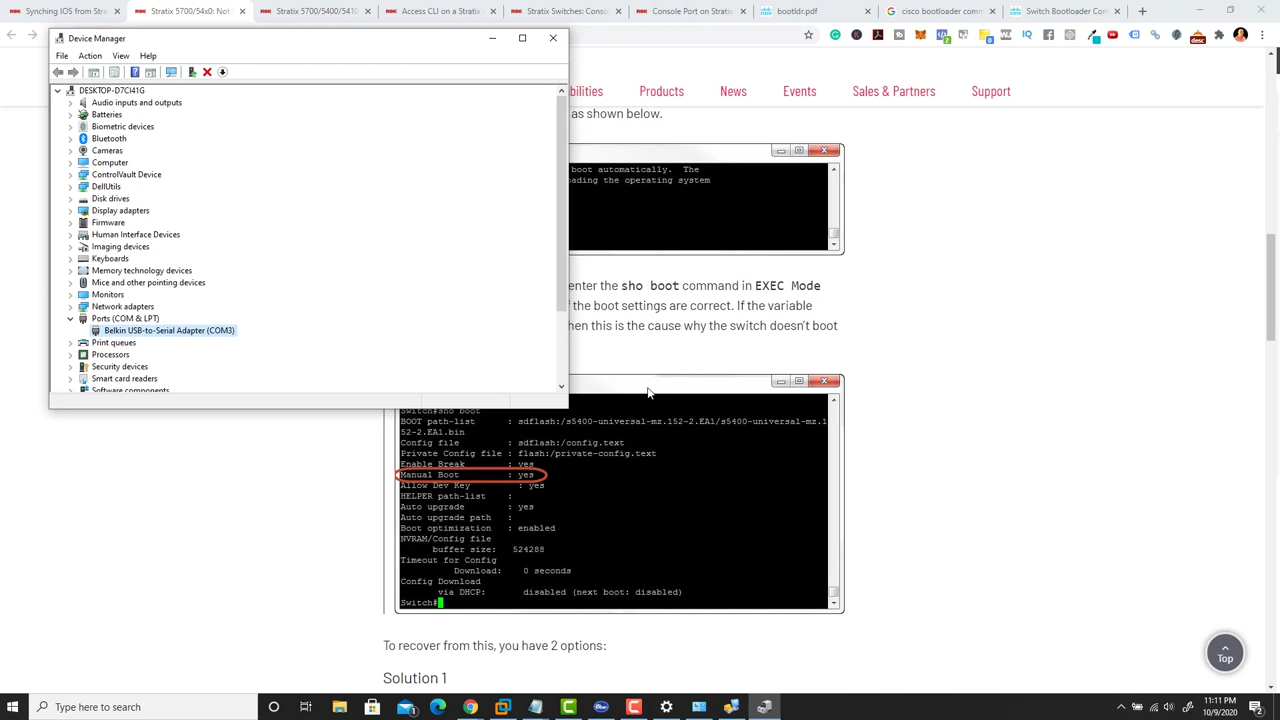 Synching IOS from Stra
Stratix 5700/54x0: Not
Stratix 5700/5400/5410
Access CLI on a Stratix
Stratix Switches: Conso
Console Port on Stratix
bootldr.pdf
cisco bootloader comm
Switch Bootloader Com
Device Manager
File Action View Help
DESKTOP-D7CI41G
Audio inputs and outputs
Batteries
Biometric devices
Bluetooth
Cameras
Computer
ControlVault Device
DellUtils
Disk drives
Display adapters
Firmware
Human Interface Devices
Imaging devices
Keyboards
Memory technology devices
Mice and other pointing devices
Monitors
Network adapters
Ports (COM & LPT)
Belkin USB-to-Serial Adapter (COM3)
Print queues
Processors
Security devices
Smart card readers
Software components
bilities Products News Events Sales & Partners Support
as shown below.
boot automatically. The
ading the operating system
enter the sho boot command in EXEC Mode
f the boot settings are correct. If the variable
hen this is the cause why the switch doesn't boot
Switch#sho boot
BOOT path-list : sdflash:/s5400-universal-mz.152-2.EA1/s5400-universal-mz.1
52-2.EA1.bin
Config file : sdflash:/config.text
Private Config file : flash:/private-config.text
Enable Break : yes
Manual Boot : yes
Allow Dev Key : yes
HELPER path-list :
Auto upgrade : yes
Auto upgrade path :
Boot optimization : enabled
NVRAM/Config file
buffer size: 524288
Timeout for Config
Download: 0 seconds
Config Download
via DHCP: disabled (next boot: disabled)
Switch#
To recover from this, you have 2 options:
Solution 1
Top
Type here to search
11:11 PM
10/9/2020